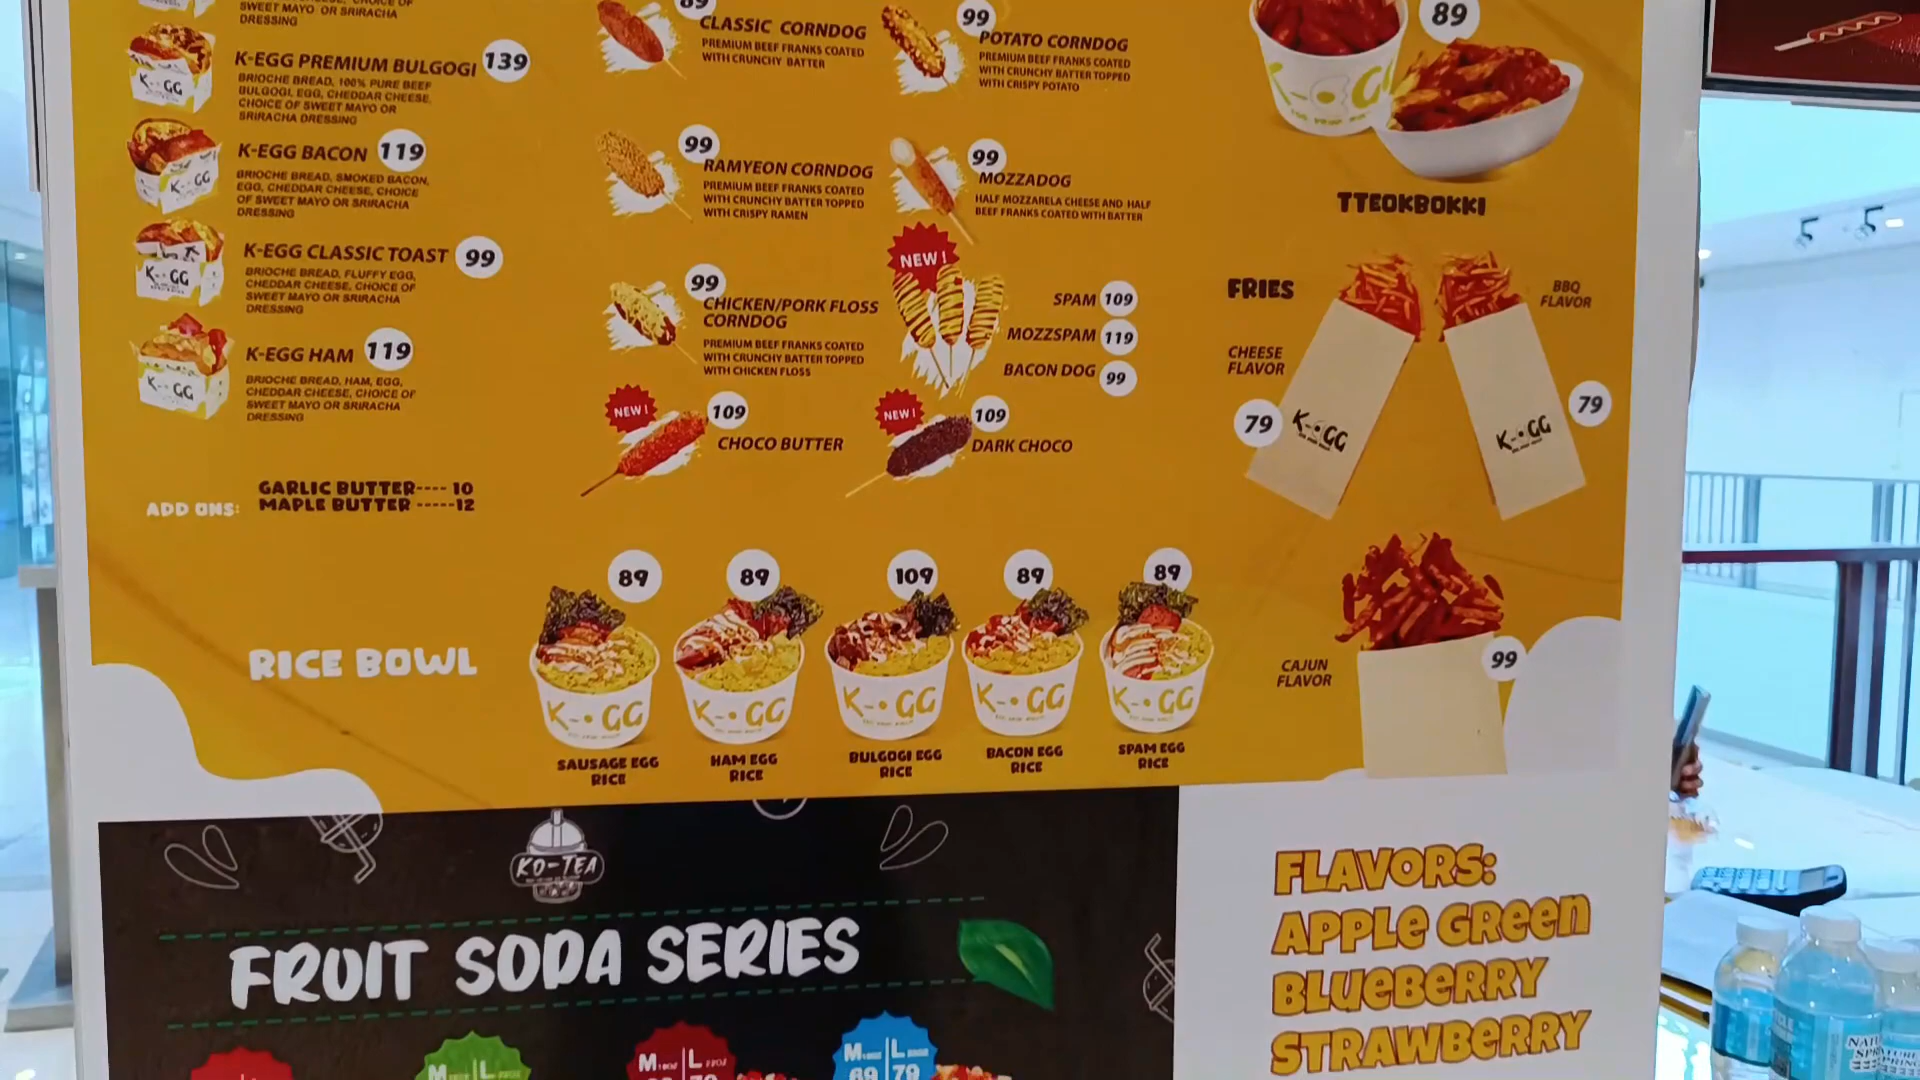 SWEET MAYO OR SRIRACHA
DRESSING
K-EGG PREMIUM BULGOGI 139
BRIOCHE BREAD, 100% PURE BEEF
BULGOGI, EGG, CHEDDAR CHEESE,
CHOICE OF SWEET MAYO OR
SRIRACHA DRESSING
K-EGG BACON 119
BRIOCHE BREAD, SMOKED BACON,
EGG, CHEDDAR CHEESE, CHOICE
OF SWEET MAYO OR SRIRACHA
DRESSING
K-EGG CLASSIC TOAST 99
BRIOCHE BREAD, FLUFFY EGG,
CHEDDAR CHEESE, CHOICE OF
SWEET MAYO OR SRIRACHA
DRESSING
K-EGG HAM 119
BRIOCHE BREAD, HAM, EGG,
CHEDDAR CHEESE, CHOICE OF
SWEET MAYO OR SRIRACHA
DRESSING
ADD ONS:
GARLIC BUTTER---- 10
MAPLE BUTTER -----12
89
CLASSIC CORNDOG
PREMIUM BEEF FRANKS COATED
WITH CRUNCHY BATTER
99
POTATO CORNDOG
PREMIUM BEEF FRANKS COATED
WITH CRUNCHY BATTER TOPPED
WITH CRISPY POTATO
99
RAMYEON CORNDOG
PREMIUM BEEF FRANKS COATED
WITH CRUNCHY BATTER TOPPED
WITH CRISPY RAMEN
99
MOZZADOG
HALF MOZZARELA CHEESE AND HALF
BEEF FRANKS COATED WITH BATTER
99
CHICKEN/PORK FLOSS
CORNDOG
PREMIUM BEEF FRANKS COATED
WITH CRUNCHY BATTER TOPPED
WITH CHICKEN FLOSS
NEW !
SPAM 109
MOZZSPAM 119
BACON DOG 99
NEW !
109
CHOCO BUTTER
NEW !
109
DARK CHOCO
89
TTEOKBOKKI
FRIES
BBQ
FLAVOR
CHEESE
FLAVOR
79
K-GG
79
K-GG
CAJUN
FLAVOR
99
RICE BOWL
89
89
109
89
89
K-GG
K-GG
K-GG
K-GG
K-GG
SAUSAGE EGG
RICE
HAM EGG
RICE
BULGOGI EGG
RICE
BACON EGG
RICE
SPAM EGG
RICE
KO-TEA
FRUIT SODA SERIES
M L
M L
M L
69 79
FLAVORS:
APPLE GREEN
BLUEBERRY
STRAWBERRY